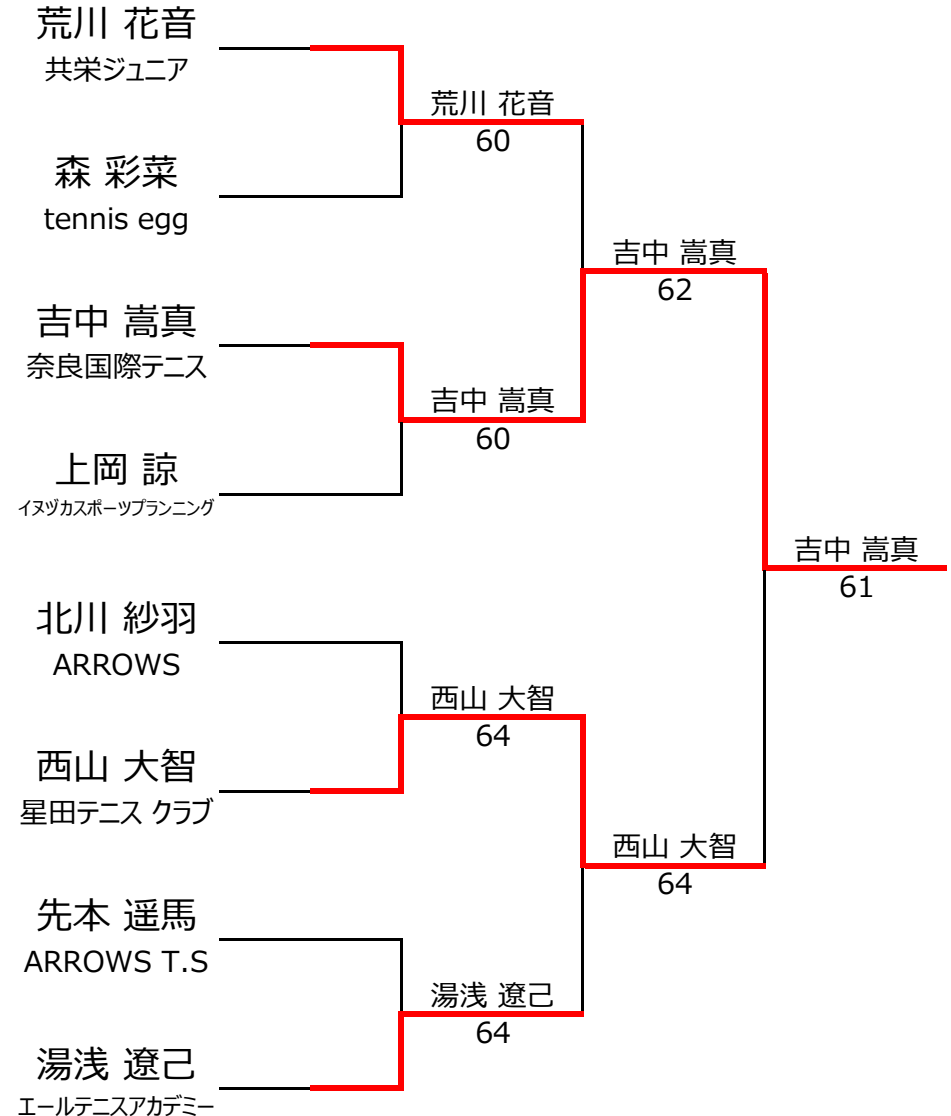 荒川 花音
共栄ジュニア
荒川 花音
60
森 彩菜
tennis egg
吉中 嵩真
62
吉中 嵩真
奈良国際テニス
吉中 嵩真
60
上岡 諒
イヌヅカスポーツプランニング
吉中 嵩真
61
北川 紗羽
ARROWS
西山 大智
64
西山 大智
星田テニス クラブ
西山 大智
64
先本 遥馬
ARROWS T.S
湯浅 遼己
64
湯浅 遼己
エールテニスアカデミー